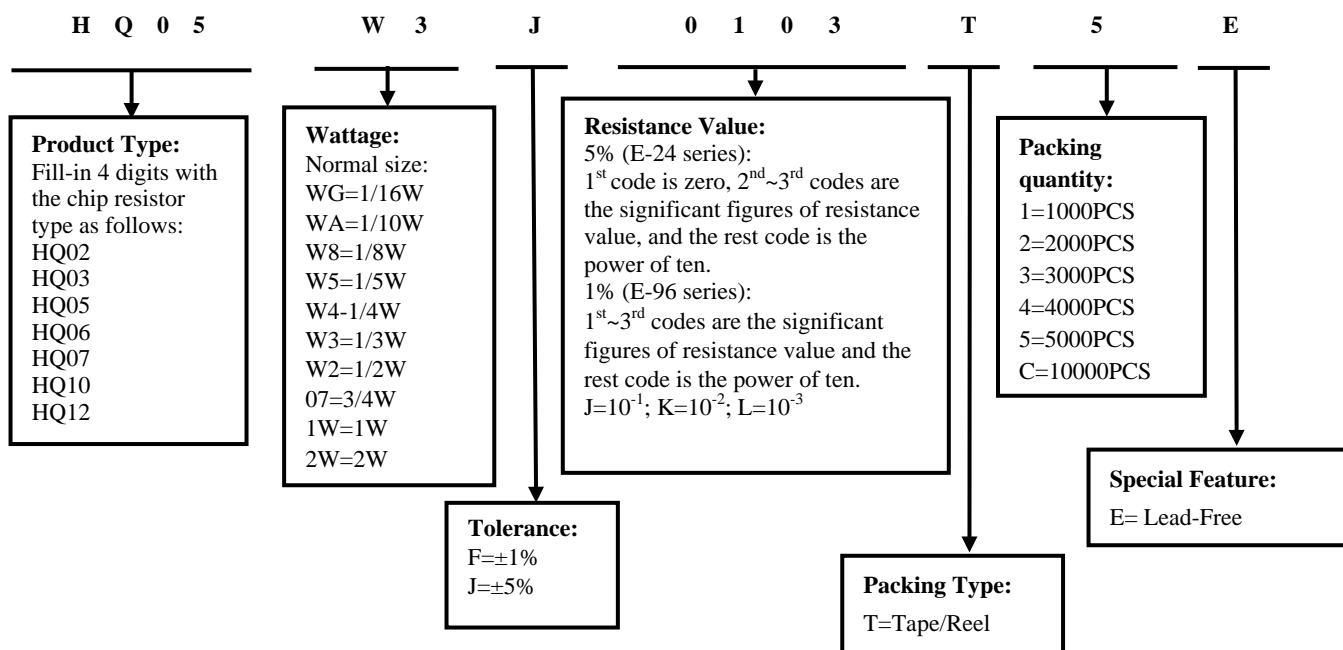 H Q 0 5 W 3 J 0 1 0 3 T 5 E
Product Type:
Fill-in 4 digits with
the chip resistor
type as follows:
HQ02
HQ03
HQ05
HQ06
HQ07
HQ10
HQ12
Wattage:
Normal size:
WG=1/16W
WA=1/10W
W8=1/8W
W5=1/5W
W4-1/4W
W3=1/3W
W2=1/2W
07=3/4W
1W=1W
2W=2W
Tolerance:
F=±1%
J=±5%
Resistance Value:
5% (E-24 series):
1st code is zero, 2nd~3rd codes are
the significant figures of resistance
value, and the rest code is the
power of ten.
1% (E-96 series):
1st~3rd codes are the significant
figures of resistance value and the
rest code is the power of ten.
J=10⁻¹; K=10⁻²; L=10⁻³
Packing Type:
T=Tape/Reel
Packing
quantity:
1=1000PCS
2=2000PCS
3=3000PCS
4=4000PCS
5=5000PCS
C=10000PCS
Special Feature:
E= Lead-Free